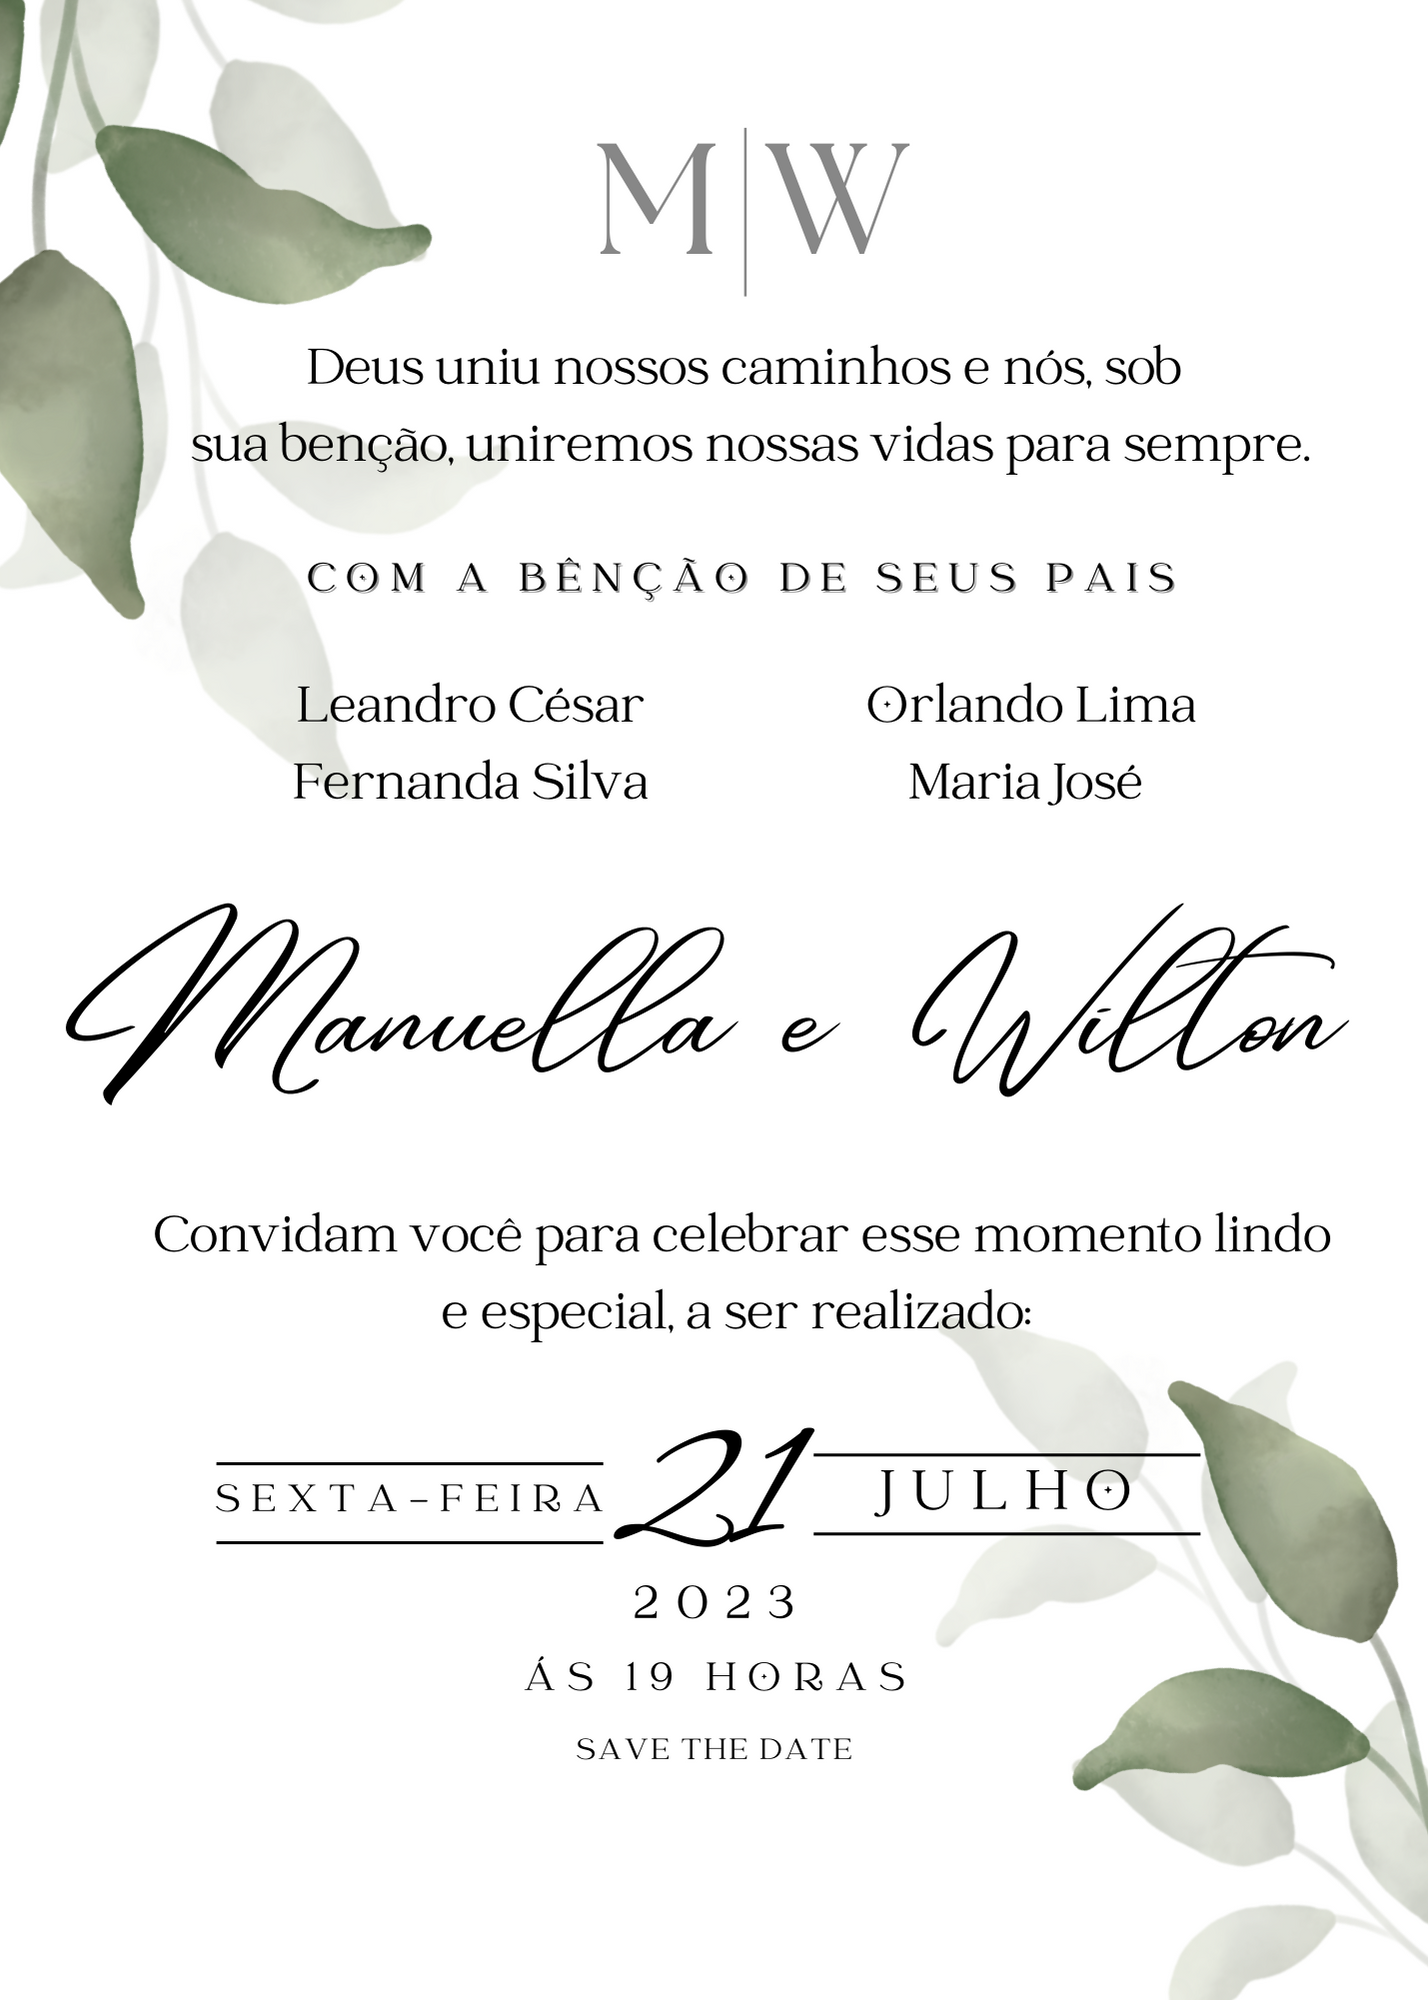 M|W
Deus uniu nossos caminhos e nós, sob
sua benção, uniremos nossas vidas para sempre.
COM A BÊNÇÃO DE SEUS PAIS
Leandro César
Fernanda Silva
Orlando Lima
Maria José
Manuella e Wilton
Convidam você para celebrar esse momento lindo
e especial, a ser realizado:
SEXTA-FEIRA 21 JULHO
2023
ÁS 19 HORAS
SAVE THE DATE